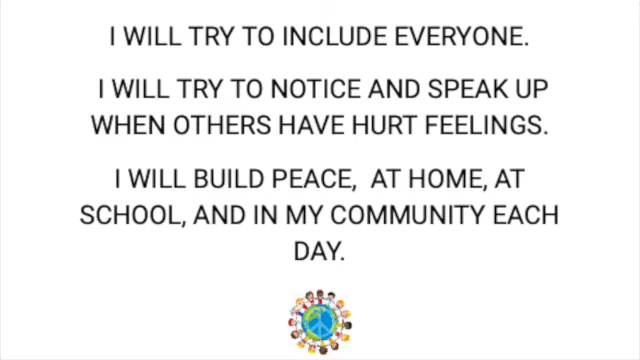 I WILL TRY TO INCLUDE EVERYONE.
I WILL TRY TO NOTICE AND SPEAK UP
WHEN OTHERS HAVE HURT FEELINGS.
I WILL BUILD PEACE,  AT HOME, AT
SCHOOL, AND IN MY COMMUNITY EACH
DAY.